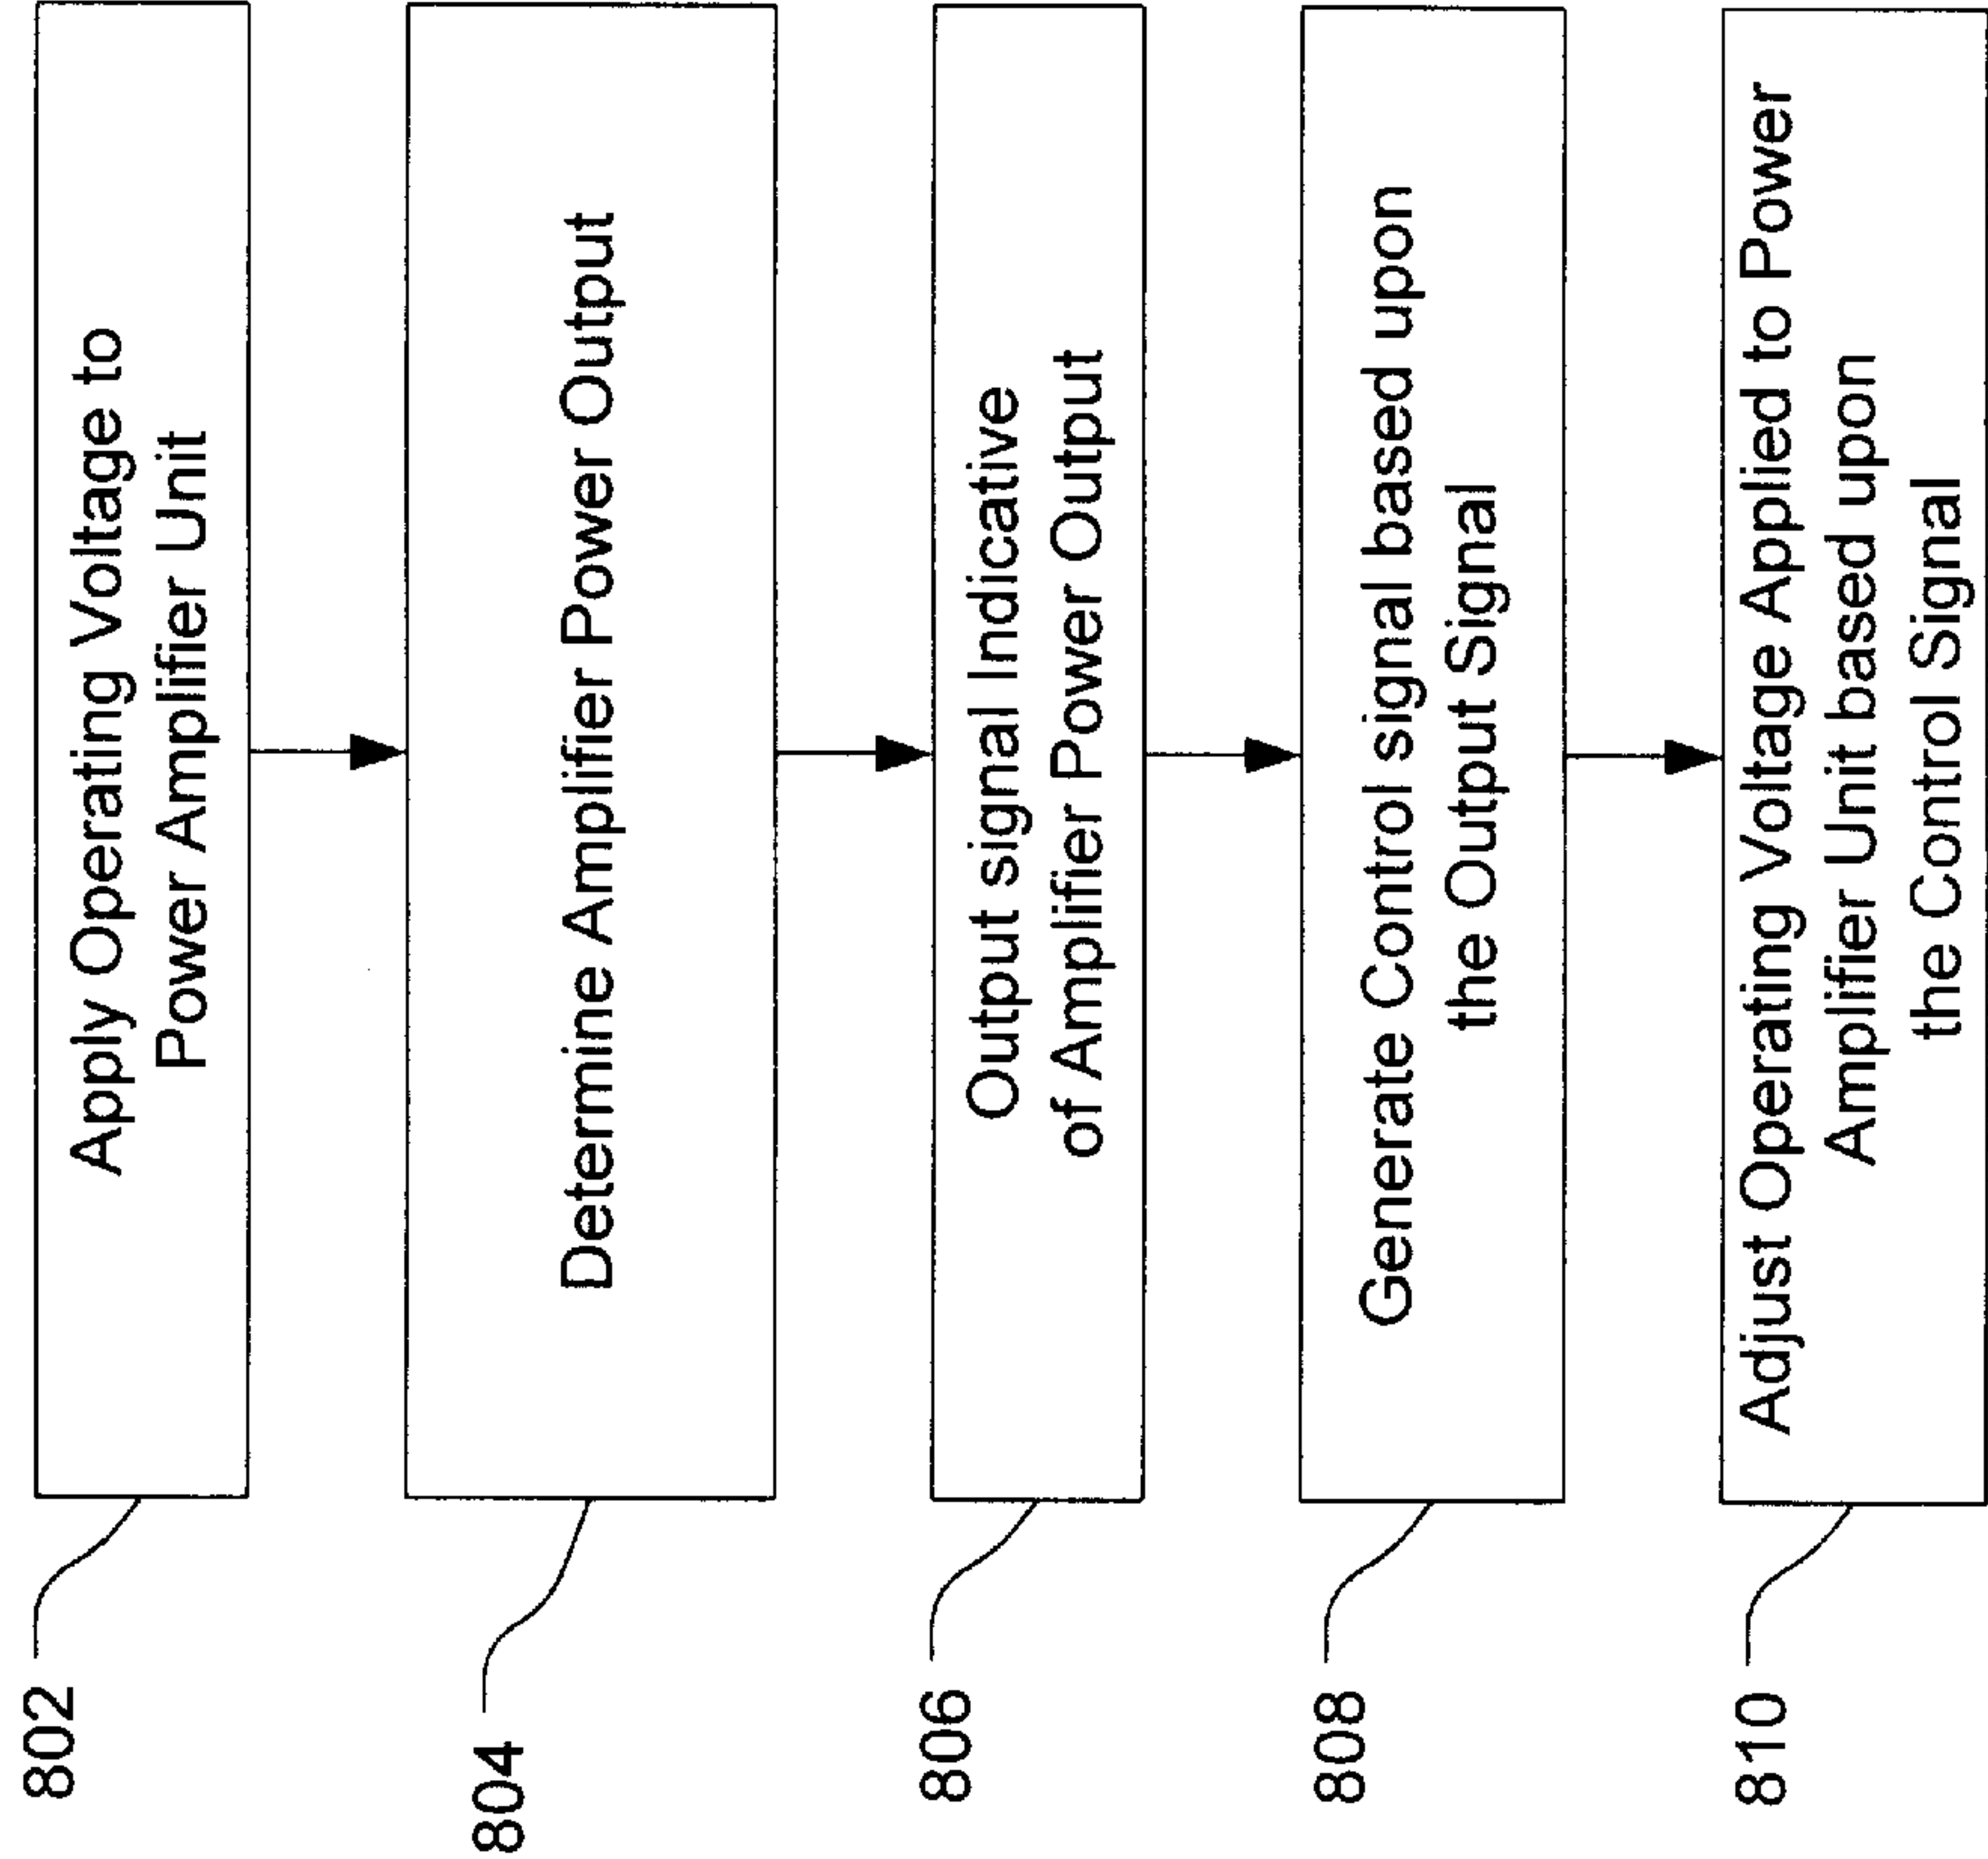 802
Apply Operating Voltage to
Power Amplifier Unit
804
Determine Amplifier Power Output
806
Output signal Indicative
of Amplifier Power Output
808
Generate Control signal based upon
the Output Signal
810
Adjust Operating Voltage Applied to Power
Amplifier Unit based upon
the Control Signal